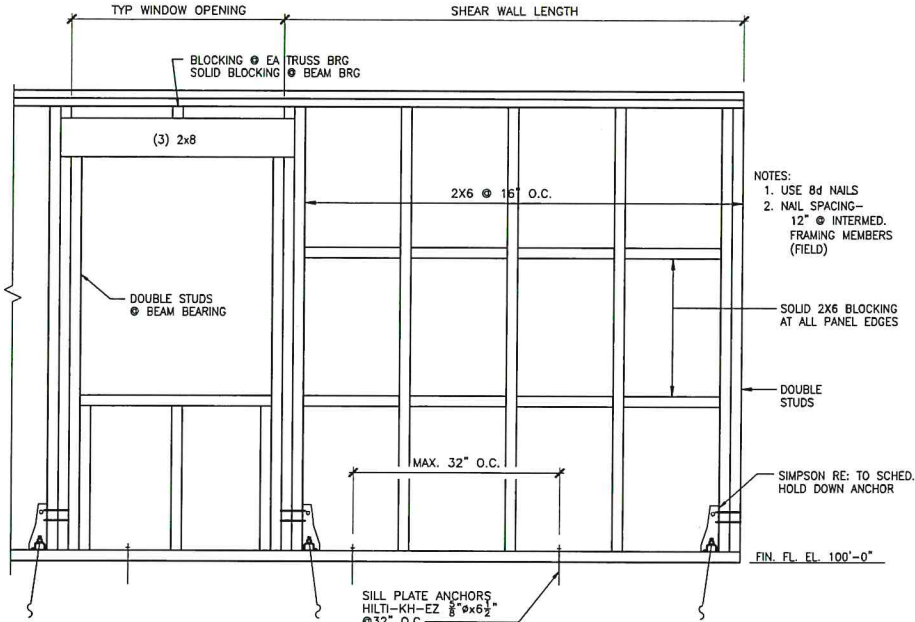 TYP WINDOW OPENING
SHEAR WALL LENGTH
BLOCKING @ EA TRUSS BRG
SOLID BLOCKING @ BEAM BRG
(3) 2x8
2X6 @ 16" O.C.
NOTES:
1. USE 8d NAILS
2. NAIL SPACING-
12" @ INTERMED.
FRAMING MEMBERS
(FIELD)
DOUBLE STUDS
@ BEAM BEARING
SOLID 2X6 BLOCKING
AT ALL PANEL EDGES
DOUBLE
STUDS
MAX. 32" O.C.
SIMPSON RE: TO SCHED.
HOLD DOWN ANCHOR
FIN. FL. EL. 100'-0"
SILL PLATE ANCHORS
HILTI-KH-EZ 5/8"øx6 1/2"
@32" O.C.